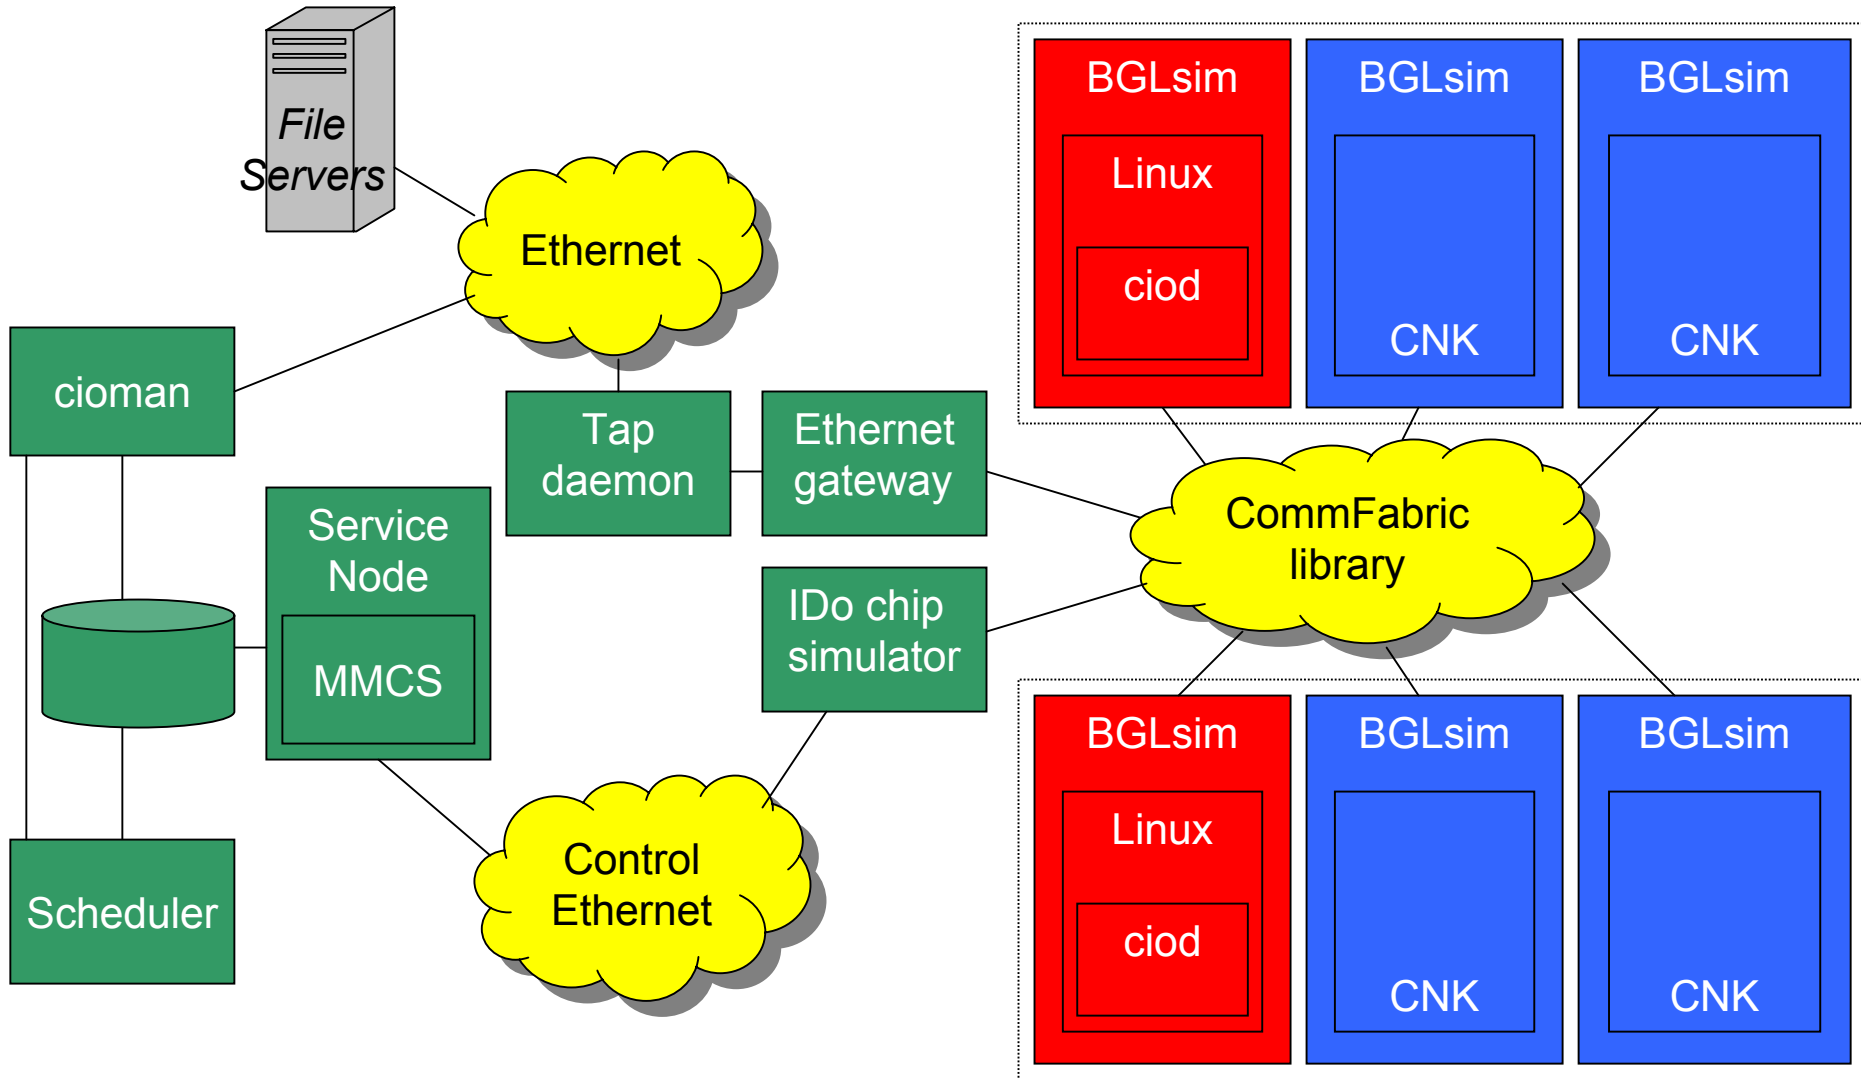 File
Servers
Ethernet
cioman
Tap
daemon
Ethernet
gateway
Service
Node
MMCS
IDo chip
simulator
Scheduler
Control
Ethernet
CommFabric
library
BGLsim
Linux
ciod
BGLsim
CNK
BGLsim
CNK
BGLsim
Linux
ciod
BGLsim
CNK
BGLsim
CNK